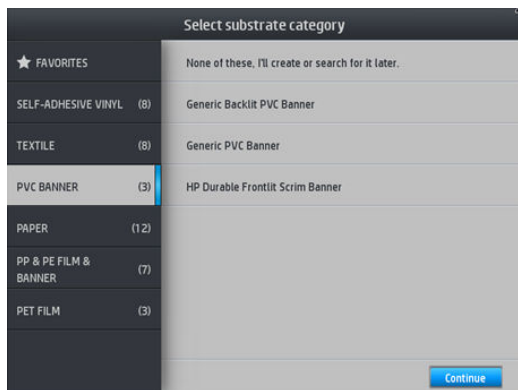 Select substrate category
FAVORITES
SELF-ADHESIVE VINYL (8)
TEXTILE (8)
PVC BANNER (3)
PAPER (12)
PP & PE FILM &
BANNER (7)
PET FILM (3)
None of these, I'll create or search for it later.
Generic Backlit PVC Banner
Generic PVC Banner
HP Durable Frontlit Scrim Banner
Continue